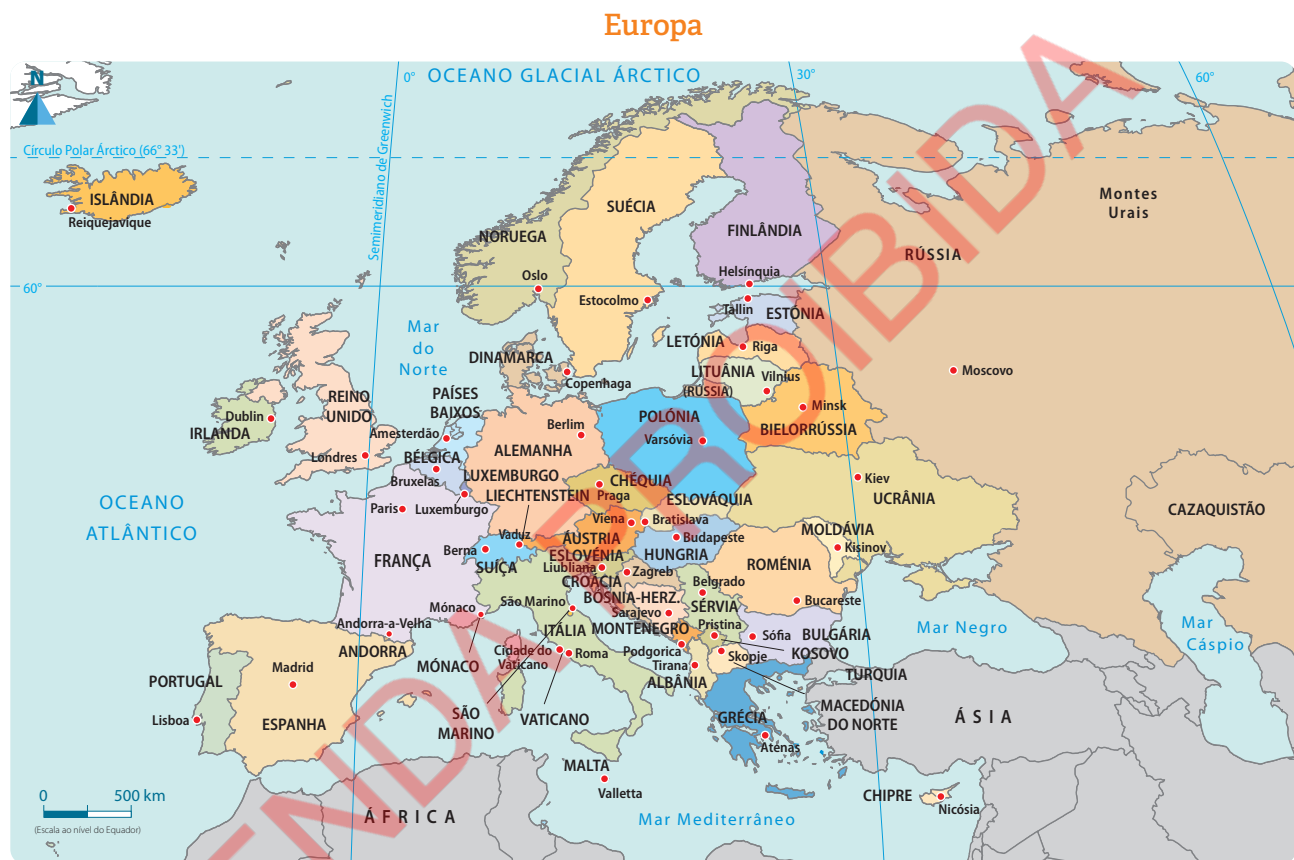 Europa
N
0°
OCEANO GLACIAL ÁRCTICO
30°
60°
Semimeridiano de Greenwich
Círculo Polar Árctico (66° 33')
ISLÂNDIA
Reiquejavique
Montes
Urais
SUÉCIA
NORUEGA
FINLÂNDIA
RÚSSIA
Oslo
Helsínquia
60°
Estocolmo
Tallin
ESTÓNIA
Mar
do
Norte
LETÓNIA
Riga
DINAMARCA
Copenhaga
LITUÂNIA
Vilnius
(RÚSSIA)
Moscovo
REINO
UNIDO
PAÍSES
BAIXOS
Dublin
IRLANDA
Amesterdão
Berlim
POLÓNIA
Varsóvia
Minsk
BIELORRÚSSIA
Londres
BÉLGICA
Bruxelas
ALEMANHA
LUXEMBURGO
Luxemburgo
LIECHTENSTEIN
CHÉQUIA
Praga
ESLOVÁQUIA
Kiev
UCRÂNIA
OCEANO
ATLÂNTICO
Paris
Viena
Bratislava
CAZAQUISTÃO
FRANÇA
Berna
Vaduz
SUÍÇA
ÁUSTRIA
Budapeste
HUNGRIA
MOLDÁVIA
Kisinov
ESLOVÉNIA
Liubliana
CROÁCIA
Zagreb
ROMÉNIA
Belgrado
BÓSNIA-HERZ.
Sarajevo
SÉRVIA
Bucareste
Mónaco
São Marino
Andorra-a-Velha
ANDORRA
ITÁLIA
MONTENEGRO
Pristina
Sófia
BULGÁRIA
KOSOVO
Mar Negro
Mar
Cáspio
MÓNACO
Cidade do
Vaticano
Roma
Podgorica
Skopje
Tirana
ALBÂNIA
TURQUIA
Madrid
PORTUGAL
Lisboa
ESPANHA
SÃO
MARINO
VATICANO
GRÉCIA
MACEDÓNIA
DO NORTE
ÁSIA
Atenas
MALTA
Valletta
CHIPRE
Nicósia
0 500 km
(Escala ao nível do Equador)
ÁFRICA
Mar Mediterrâneo
ENDA PROIBIDA